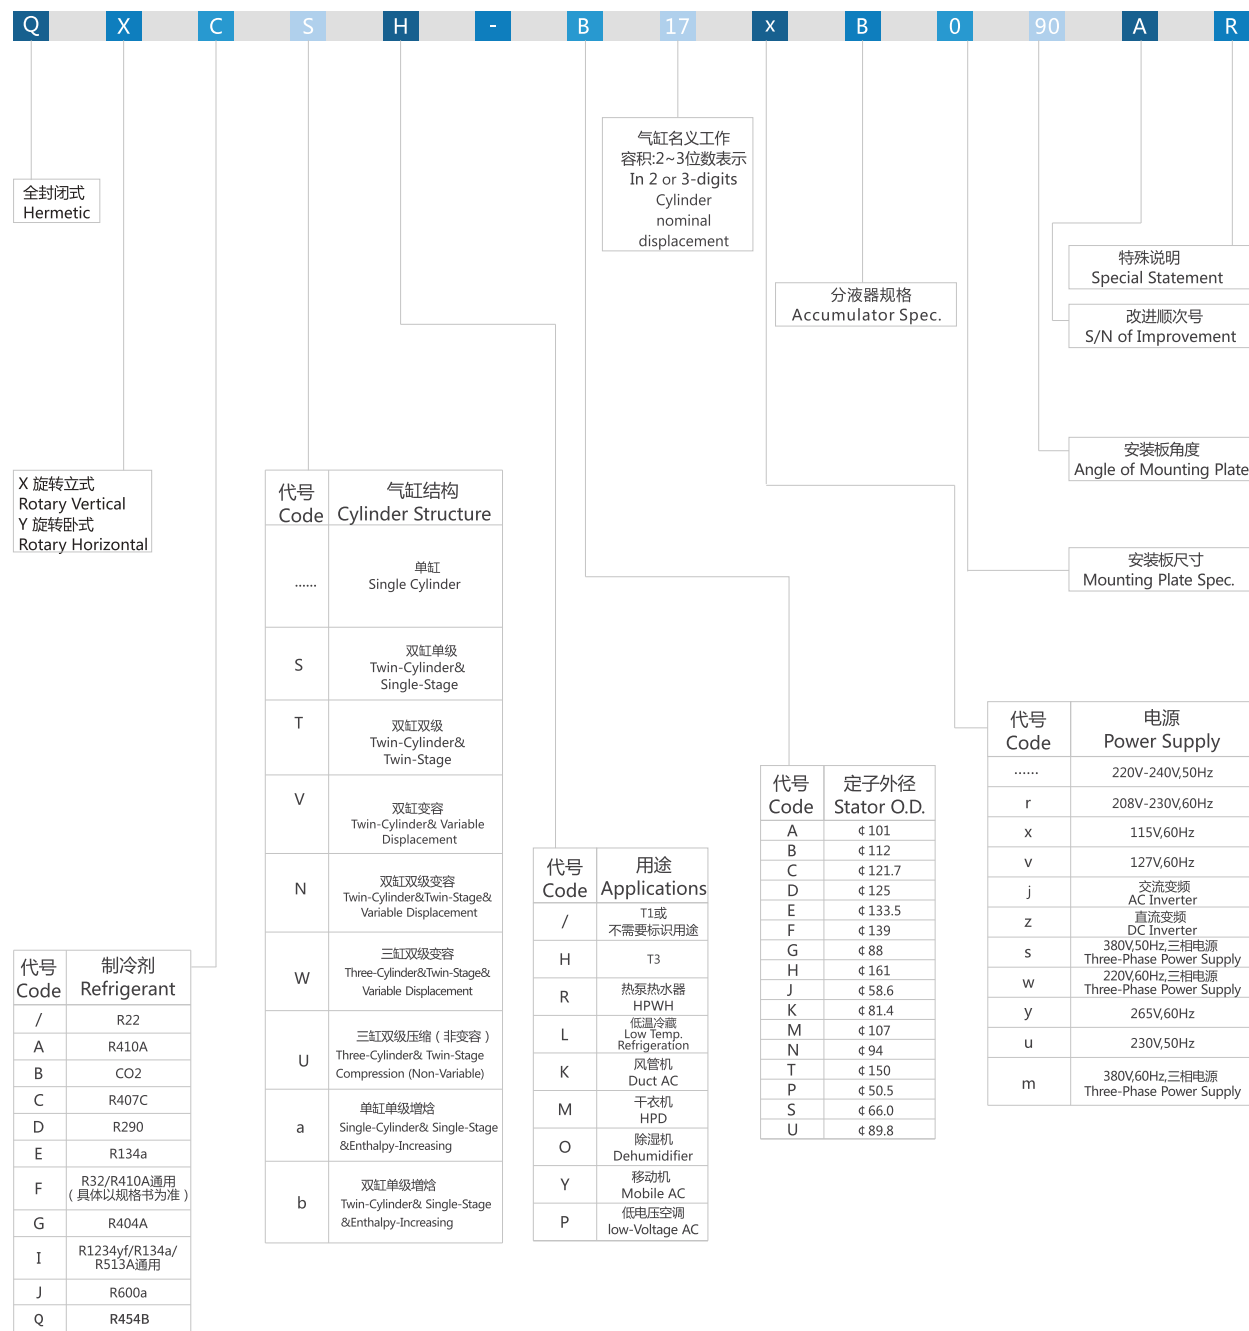 Q X C S H - B 17 x B 0 90 A R
气缸名义工作
容积:2~3位数表示
In 2 or 3-digits
Cylinder
nominal
displacement
全封闭式
Hermetic
特殊说明
Special Statement
分液器规格
Accumulator Spec.
改进顺次号
S/N of Improvement
安装板角度
Angle of Mounting Plate
安装板尺寸
Mounting Plate Spec.
X 旋转立式
Rotary Vertical
Y 旋转卧式
Rotary Horizontal
代号 气缸结构
Code Cylinder Structure
...... 单缸
Single Cylinder
S 双缸单级
Twin-Cylinder&
Single-Stage
T 双缸双级
Twin-Cylinder&
Twin-Stage
V 双缸变容
Twin-Cylinder& Variable
Displacement
N 双缸双级变容
Twin-Cylinder&Twin-Stage&
Variable Displacement
W 三缸双级变容
Three-Cylinder&Twin-Stage&
Variable Displacement
U 三缸双级压缩（非变容）
Three-Cylinder& Twin-Stage
Compression (Non-Variable)
a 单缸单级增焓
Single-Cylinder& Single-Stage
&Enthalpy-Increasing
b 双缸单级增焓
Twin-Cylinder& Single-Stage
&Enthalpy-Increasing
代号 制冷剂
Code Refrigerant
/ R22
A R410A
B CO2
C R407C
D R290
E R134a
F R32/R410A通用
（具体以规格书为准）
G R404A
I R1234yf/R134a/
R513A通用
J R600a
Q R454B
代号 用途
Code Applications
/ T1或
不需要标识用途
H T3
R 热泵热水器
HPWH
L 低温冷藏
Low Temp.
Refrigeration
K 风管机
Duct AC
M 干衣机
HPD
O 除湿机
Dehumidifier
Y 移动机
Mobile AC
P 低电压空调
low-Voltage AC
代号 定子外径
Code Stator O.D.
A ¢101
B ¢112
C ¢121.7
D ¢125
E ¢133.5
F ¢139
G ¢88
H ¢161
J ¢58.6
K ¢81.4
M ¢107
N ¢94
T ¢150
P ¢50.5
S ¢66.0
U ¢89.8
代号 电源
Code Power Supply
...... 220V-240V,50Hz
r 208V-230V,60Hz
x 115V,60Hz
v 127V,60Hz
j 交流变频
AC Inverter
z 直流变频
DC Inverter
s 380V,50Hz,三相电源
Three-Phase Power Supply
w 220V,60Hz,三相电源
Three-Phase Power Supply
y 265V,60Hz
u 230V,50Hz
m 380V,60Hz,三相电源
Three-Phase Power Supply